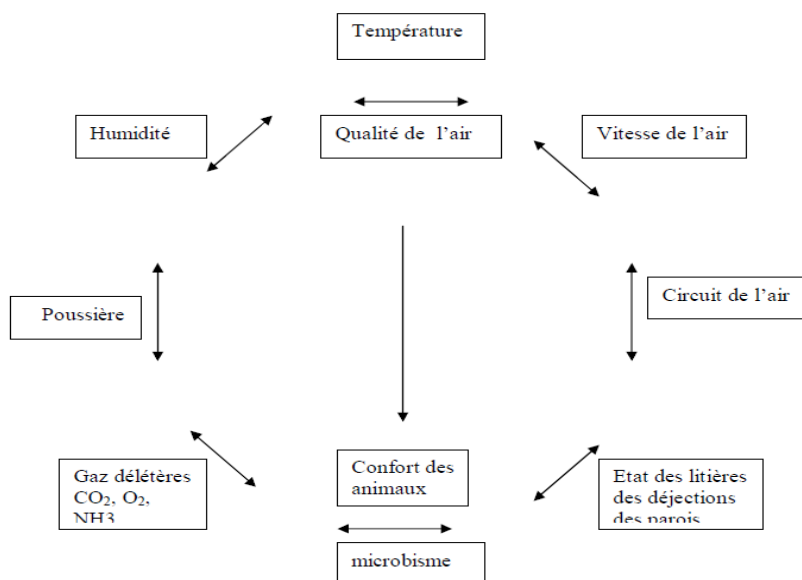 Température
Humidité
Qualité de l’air
Vitesse de l’air
Poussière
Circuit de l’air
Gaz délétères
CO₂, O₂,
NH3
Confort des
animaux
Etat des litières
des déjections
des parois
microbisme